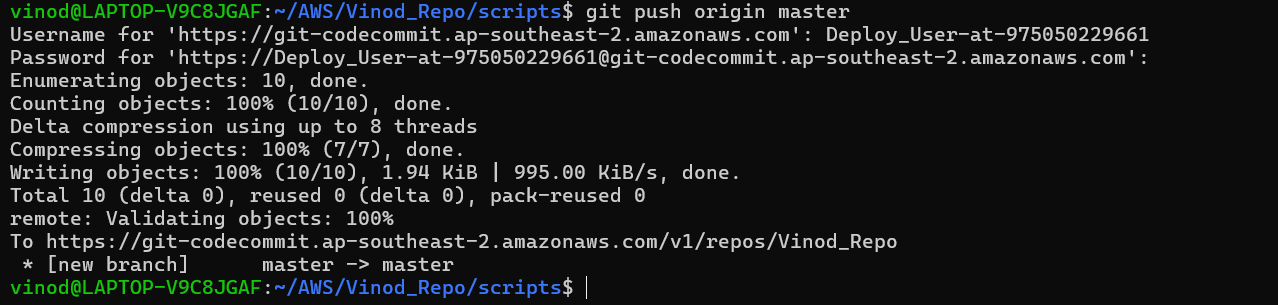 vinod@LAPTOP-V9C8JGAF:~/AWS/Vinod_Repo/scripts$ git push origin master
Username for 'https://git-codecommit.ap-southeast-2.amazonaws.com': Deploy_User-at-975050229661
Password for 'https://Deploy_User-at-975050229661@git-codecommit.ap-southeast-2.amazonaws.com':
Enumerating objects: 10, done.
Counting objects: 100% (10/10), done.
Delta compression using up to 8 threads
Compressing objects: 100% (7/7), done.
Writing objects: 100% (10/10), 1.94 KiB | 995.00 KiB/s, done.
Total 10 (delta 0), reused 0 (delta 0), pack-reused 0
remote: Validating objects: 100%
To https://git-codecommit.ap-southeast-2.amazonaws.com/v1/repos/Vinod_Repo
 * [new branch]      master -> master
vinod@LAPTOP-V9C8JGAF:~/AWS/Vinod_Repo/scripts$